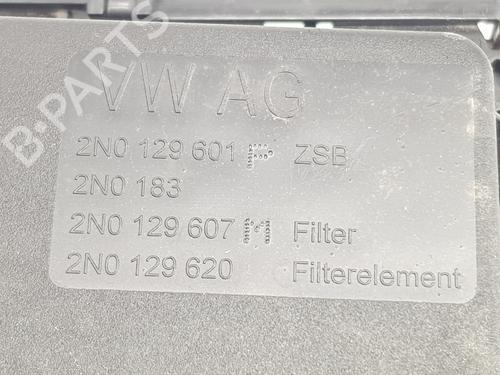 B-PARTS
VW AG
2N0 129 601 P ZSB
2N0 183
2N0 129 607 M Filter
2N0 129 620 Filterelement